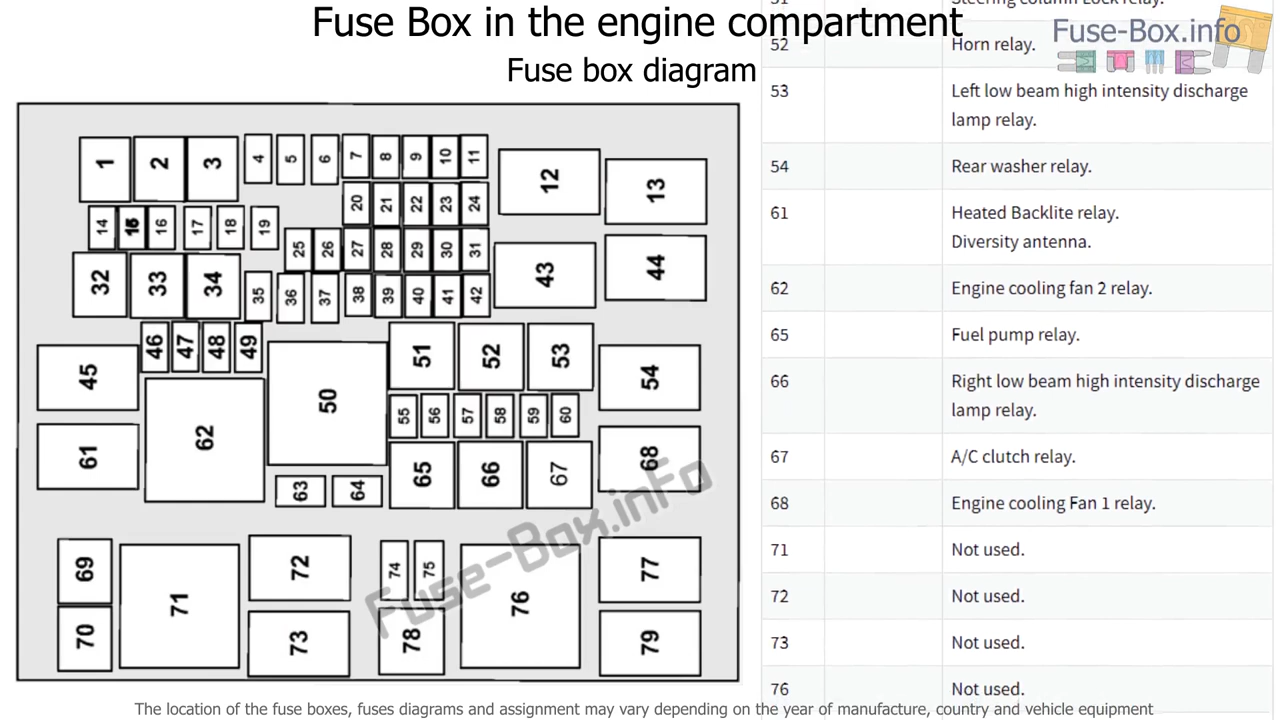 Fuse Box in the engine compartment
Fuse box diagram
Fuse-Box.info
1 2 3 4 5 6 7 8 9 10 11 12 13
14 15 16 17 18 19 20 21 22 23 24
25 26 27 28 29 30 31
32 33 34 35 36 37 38 39 40 41 42 43 44
45 46 47 48 49 50 51 52 53 54
55 56 57 58 59 60
61 62 63 64 65 66 67 68
69 70 71 72 73 74 75 76 77 78 79
Fuse-Box.info
51 Steering column Lock relay.
52 Horn relay.
53 Left low beam high intensity discharge
lamp relay.
54 Rear washer relay.
61 Heated Backlite relay.
Diversity antenna.
62 Engine cooling fan 2 relay.
65 Fuel pump relay.
66 Right low beam high intensity discharge
lamp relay.
67 A/C clutch relay.
68 Engine cooling Fan 1 relay.
71 Not used.
72 Not used.
73 Not used.
76 Not used.
The location of the fuse boxes, fuses diagrams and assignment may vary depending on the year of manufacture, country and vehicle equipment